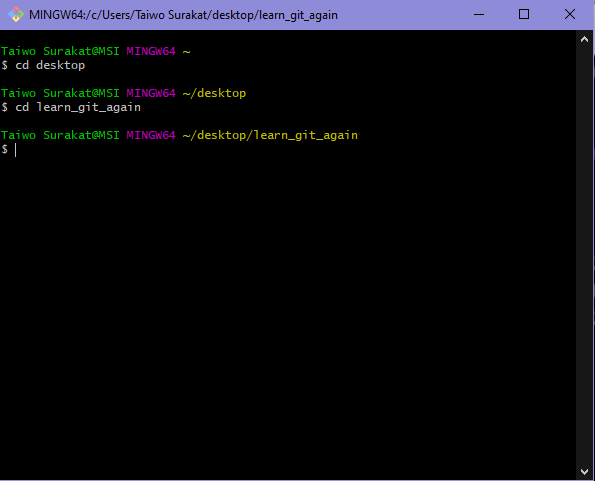 MINGW64:/c/Users/Taiwo Surakat/desktop/learn_git_again
Taiwo Surakat@MSI MINGW64 ~
$ cd desktop
Taiwo Surakat@MSI MINGW64 ~/desktop
$ cd learn_git_again
Taiwo Surakat@MSI MINGW64 ~/desktop/learn_git_again
$